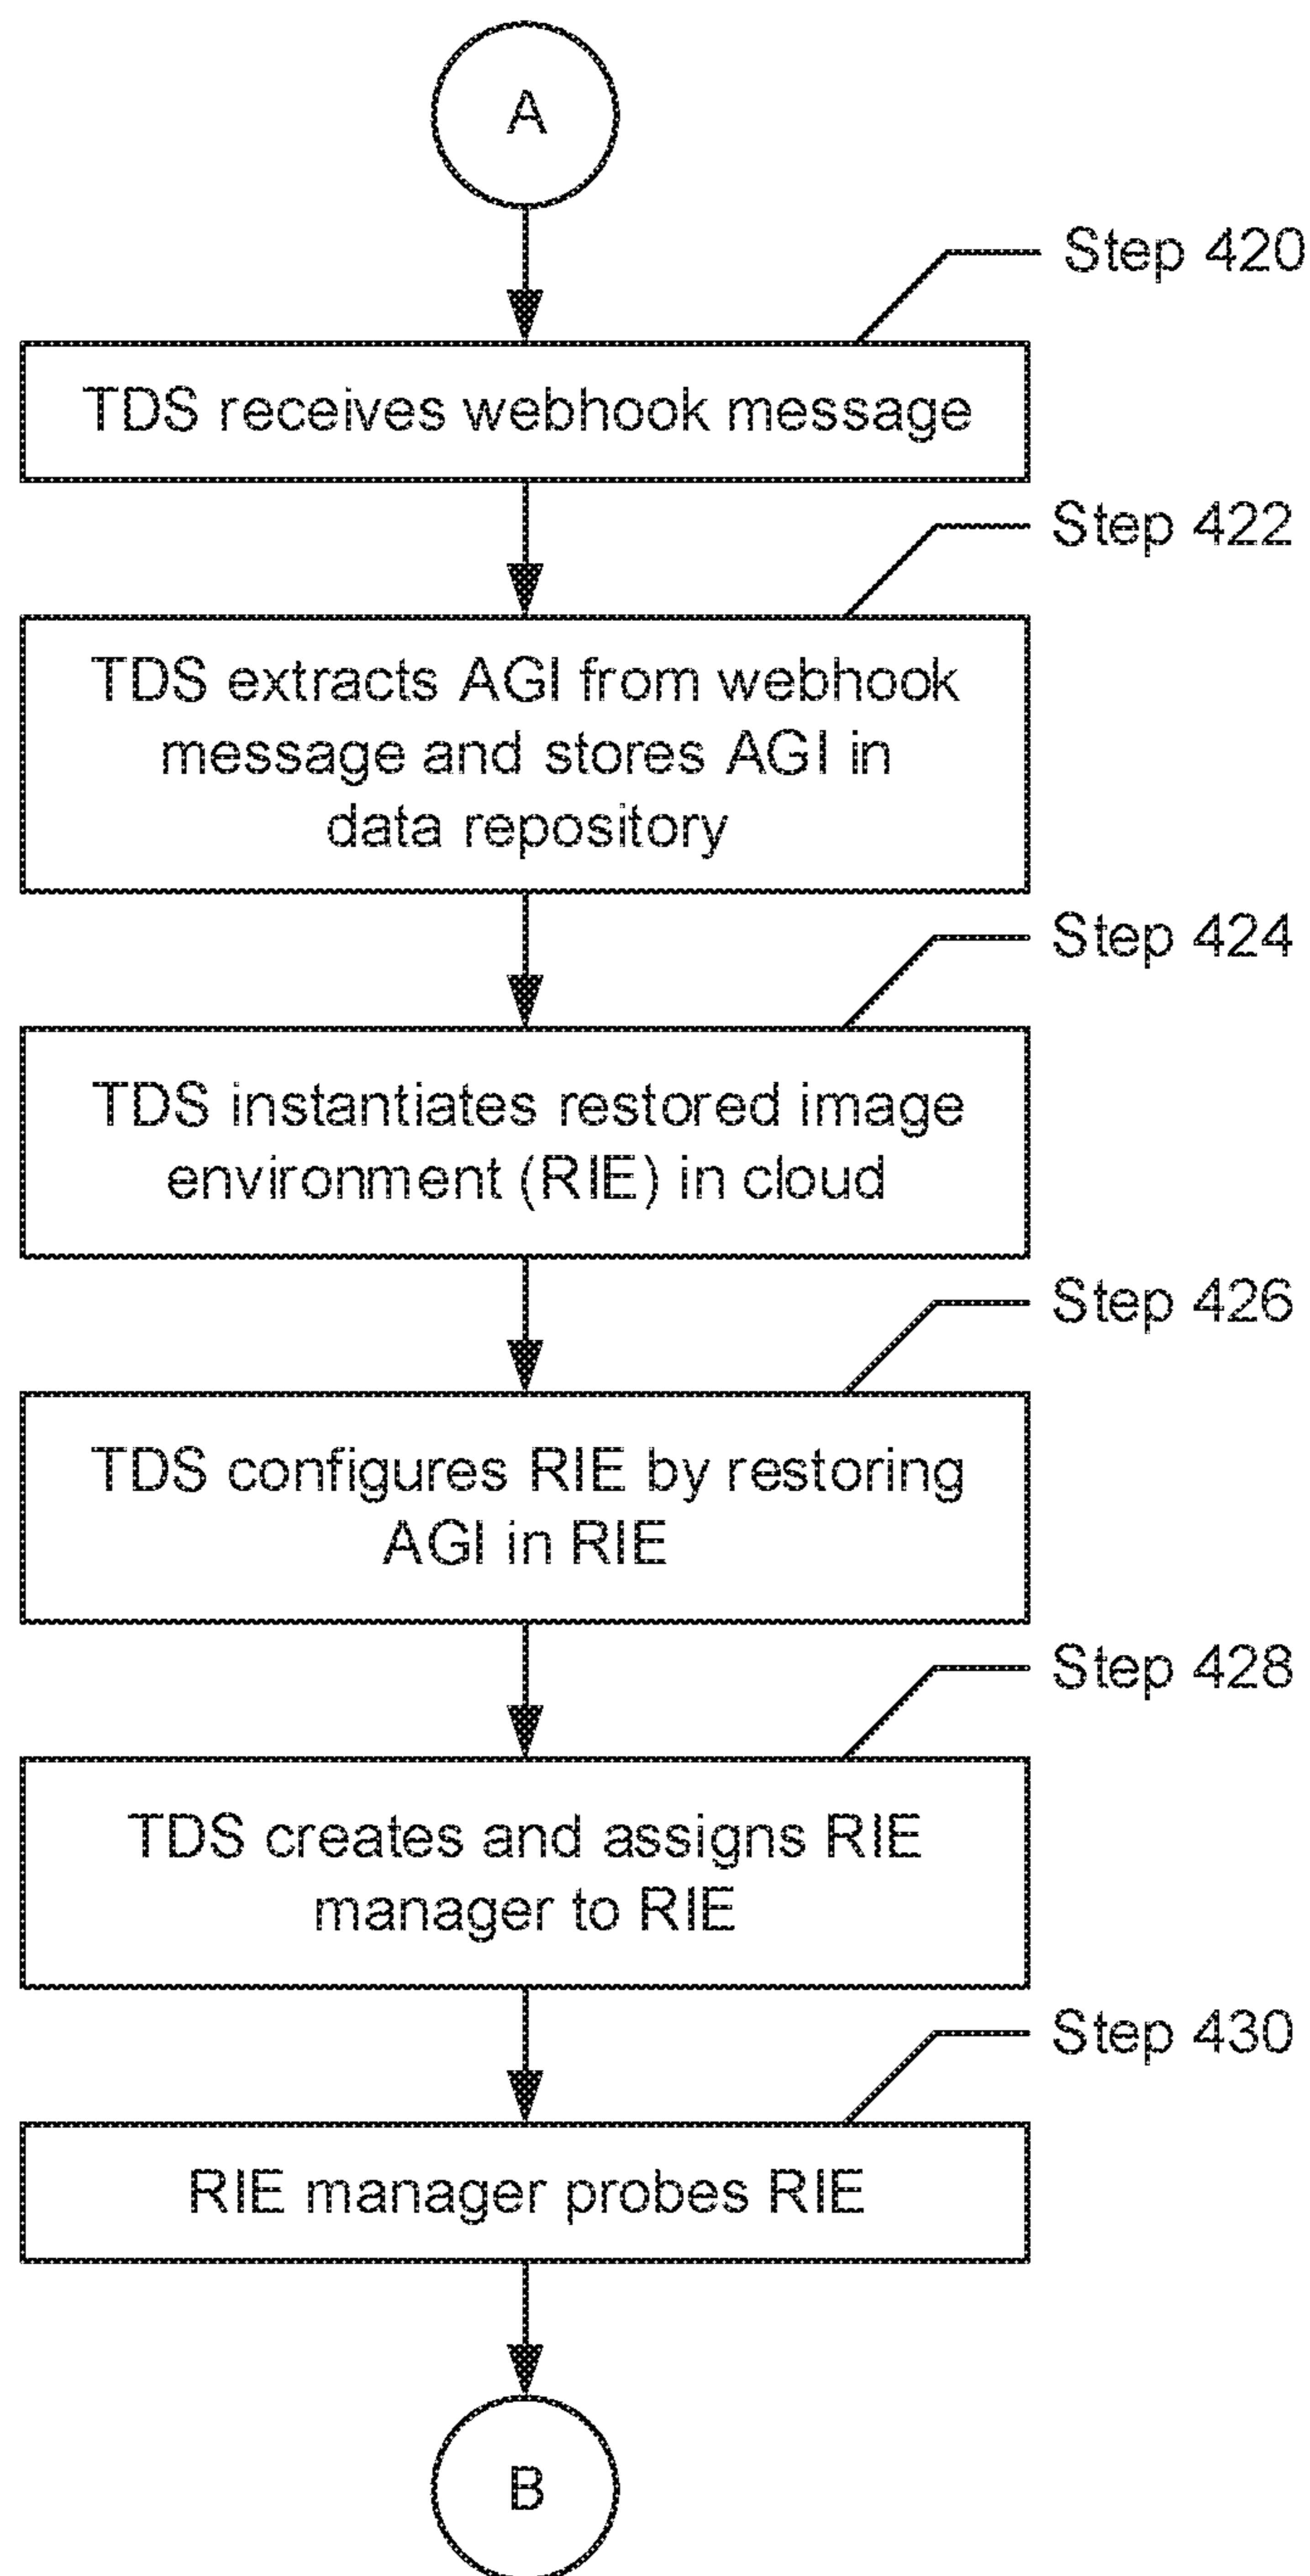 A
Step 420
TDS receives webhook message
Step 422
TDS extracts AGI from webhook
message and stores AGI in
data repository
Step 424
TDS instantiates restored image
environment (RIE) in cloud
Step 426
TDS configures RIE by restoring
AGI in RIE
Step 428
TDS creates and assigns RIE
manager to RIE
Step 430
RIE manager probes RIE
B